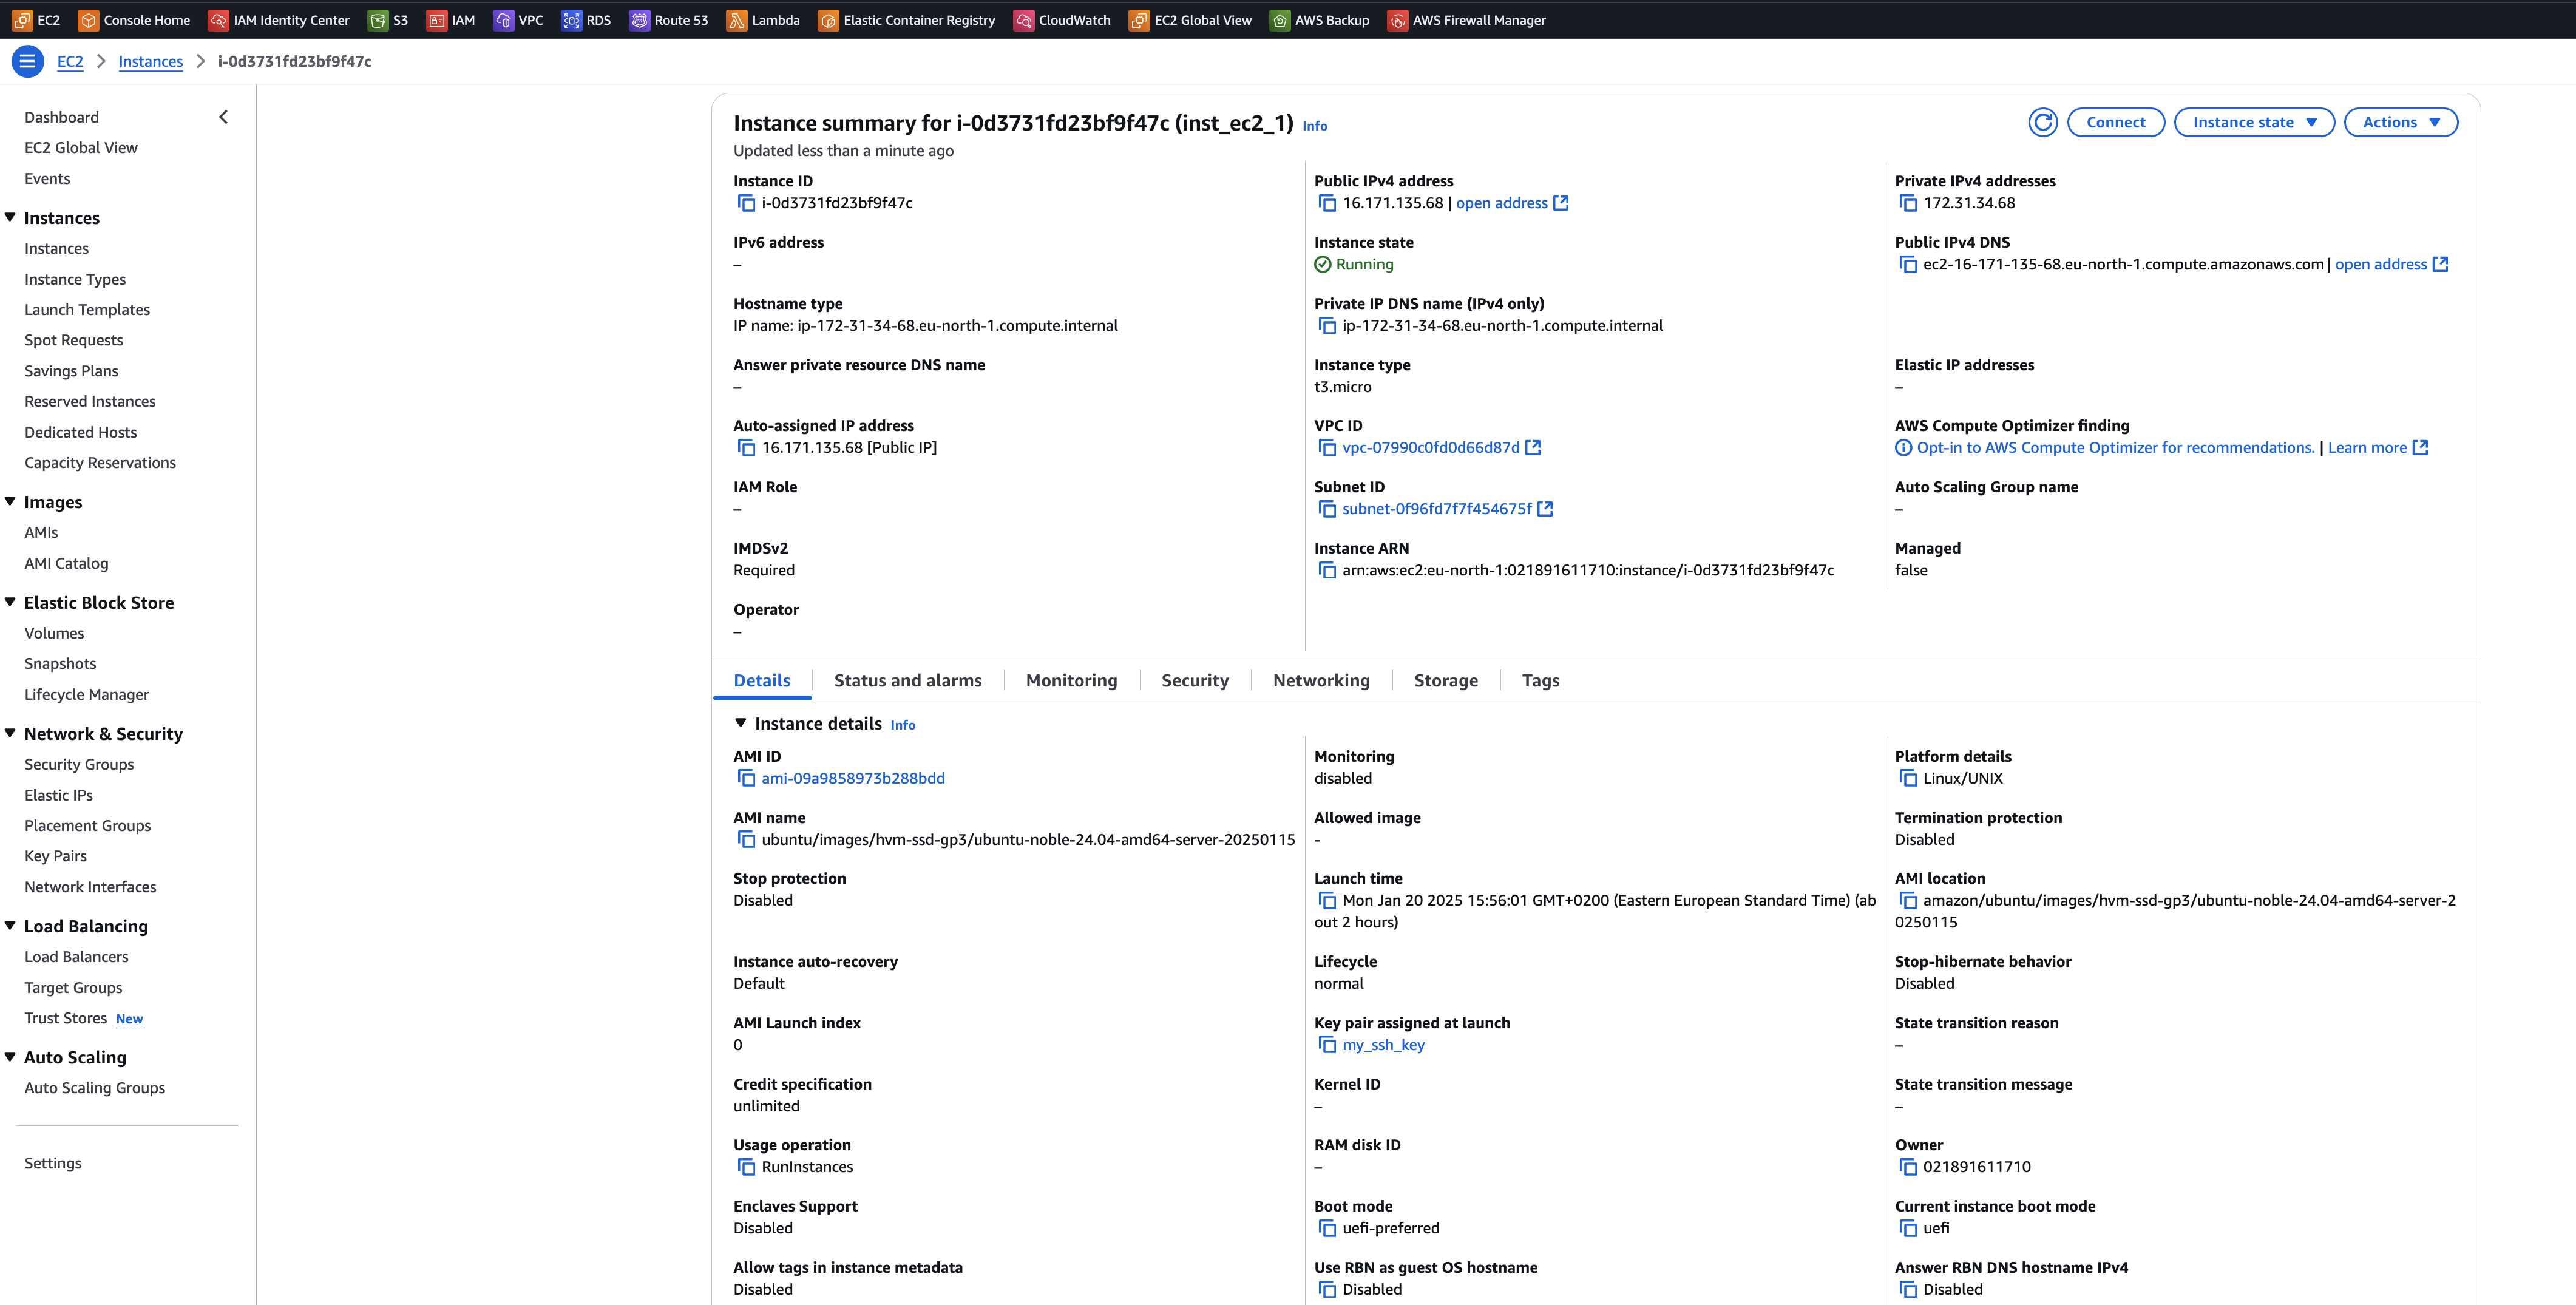 EC2 Console Home IAM Identity Center S3 IAM VPC RDS Route 53 Lambda Elastic Container Registry CloudWatch EC2 Global View AWS Backup AWS Firewall Manager
EC2 > Instances > i-0d3731fd23bf9f47c
Dashboard
EC2 Global View
Events
Instances
Instances
Instance Types
Launch Templates
Spot Requests
Savings Plans
Reserved Instances
Dedicated Hosts
Capacity Reservations
Images
AMIs
AMI Catalog
Elastic Block Store
Volumes
Snapshots
Lifecycle Manager
Network & Security
Security Groups
Elastic IPs
Placement Groups
Key Pairs
Network Interfaces
Load Balancing
Load Balancers
Target Groups
Trust Stores New
Auto Scaling
Auto Scaling Groups
Settings
Instance summary for i-0d3731fd23bf9f47c (inst_ec2_1) Info
Connect Instance state Actions
Updated less than a minute ago
Instance ID
i-0d3731fd23bf9f47c
Public IPv4 address
16.171.135.68 | open address
Private IPv4 addresses
172.31.34.68
IPv6 address
–
Instance state
Running
Public IPv4 DNS
ec2-16-171-135-68.eu-north-1.compute.amazonaws.com | open address
Hostname type
IP name: ip-172-31-34-68.eu-north-1.compute.internal
Private IP DNS name (IPv4 only)
ip-172-31-34-68.eu-north-1.compute.internal
Answer private resource DNS name
–
Instance type
t3.micro
Elastic IP addresses
–
Auto-assigned IP address
16.171.135.68 [Public IP]
VPC ID
vpc-07990c0fd0d66d87d
AWS Compute Optimizer finding
Opt-in to AWS Compute Optimizer for recommendations. | Learn more
IAM Role
–
Subnet ID
subnet-0f96fd7f7f454675f
Auto Scaling Group name
–
IMDSv2
Required
Instance ARN
arn:aws:ec2:eu-north-1:021891611710:instance/i-0d3731fd23bf9f47c
Managed
false
Operator
–
Details Status and alarms Monitoring Security Networking Storage Tags
Instance details Info
AMI ID
ami-09a9858973b288bdd
Monitoring
disabled
Platform details
Linux/UNIX
AMI name
ubuntu/images/hvm-ssd-gp3/ubuntu-noble-24.04-amd64-server-20250115
Allowed image
-
Termination protection
Disabled
Stop protection
Disabled
Launch time
Mon Jan 20 2025 15:56:01 GMT+0200 (Eastern European Standard Time) (ab
out 2 hours)
AMI location
amazon/ubuntu/images/hvm-ssd-gp3/ubuntu-noble-24.04-amd64-server-2
0250115
Instance auto-recovery
Default
Lifecycle
normal
Stop-hibernate behavior
Disabled
AMI Launch index
0
Key pair assigned at launch
my_ssh_key
State transition reason
–
Credit specification
unlimited
Kernel ID
–
State transition message
–
Usage operation
RunInstances
RAM disk ID
–
Owner
021891611710
Enclaves Support
Disabled
Boot mode
uefi-preferred
Current instance boot mode
uefi
Allow tags in instance metadata
Disabled
Use RBN as guest OS hostname
Disabled
Answer RBN DNS hostname IPv4
Disabled